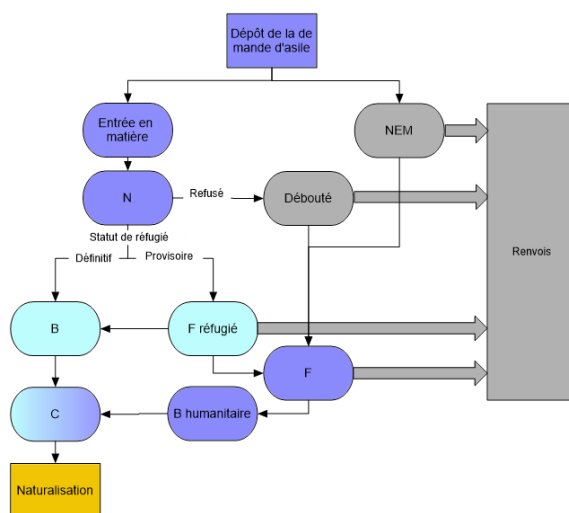 Dépôt de la de
mande d'asile
Entrée en
matière
NEM
N
Refusé
Débouté
Renvois
Statut de réfugié
Définitif
Provisoire
B
F réfugié
F
C
B humanitaire
Naturalisation